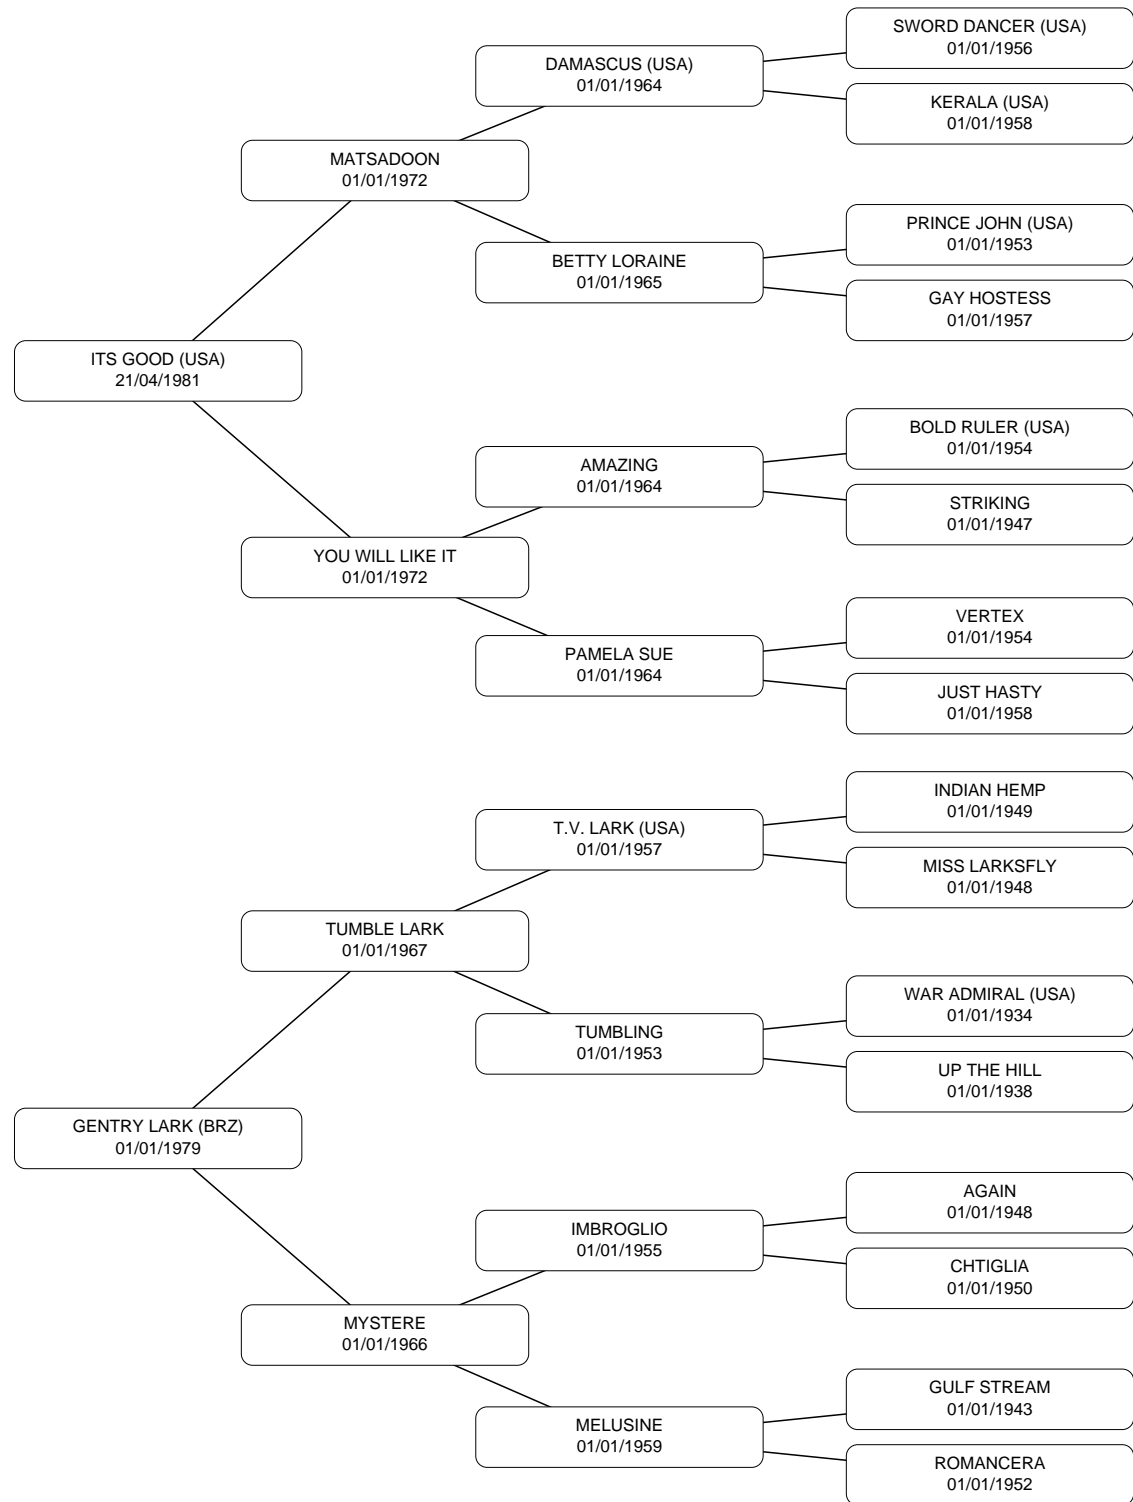 SWORD DANCER (USA)
01/01/1956
DAMASCUS (USA)
01/01/1964
KERALA (USA)
01/01/1958
MATSADOON
01/01/1972
PRINCE JOHN (USA)
01/01/1953
BETTY LORAINE
01/01/1965
GAY HOSTESS
01/01/1957
ITS GOOD (USA)
21/04/1981
BOLD RULER (USA)
01/01/1954
AMAZING
01/01/1964
STRIKING
01/01/1947
YOU WILL LIKE IT
01/01/1972
VERTEX
01/01/1954
PAMELA SUE
01/01/1964
JUST HASTY
01/01/1958
INDIAN HEMP
01/01/1949
T.V. LARK (USA)
01/01/1957
MISS LARKSFLY
01/01/1948
TUMBLE LARK
01/01/1967
WAR ADMIRAL (USA)
01/01/1934
TUMBLING
01/01/1953
UP THE HILL
01/01/1938
GENTRY LARK (BRZ)
01/01/1979
AGAIN
01/01/1948
IMBROGLIO
01/01/1955
CHTIGLIA
01/01/1950
MYSTERE
01/01/1966
GULF STREAM
01/01/1943
MELUSINE
01/01/1959
ROMANCERA
01/01/1952